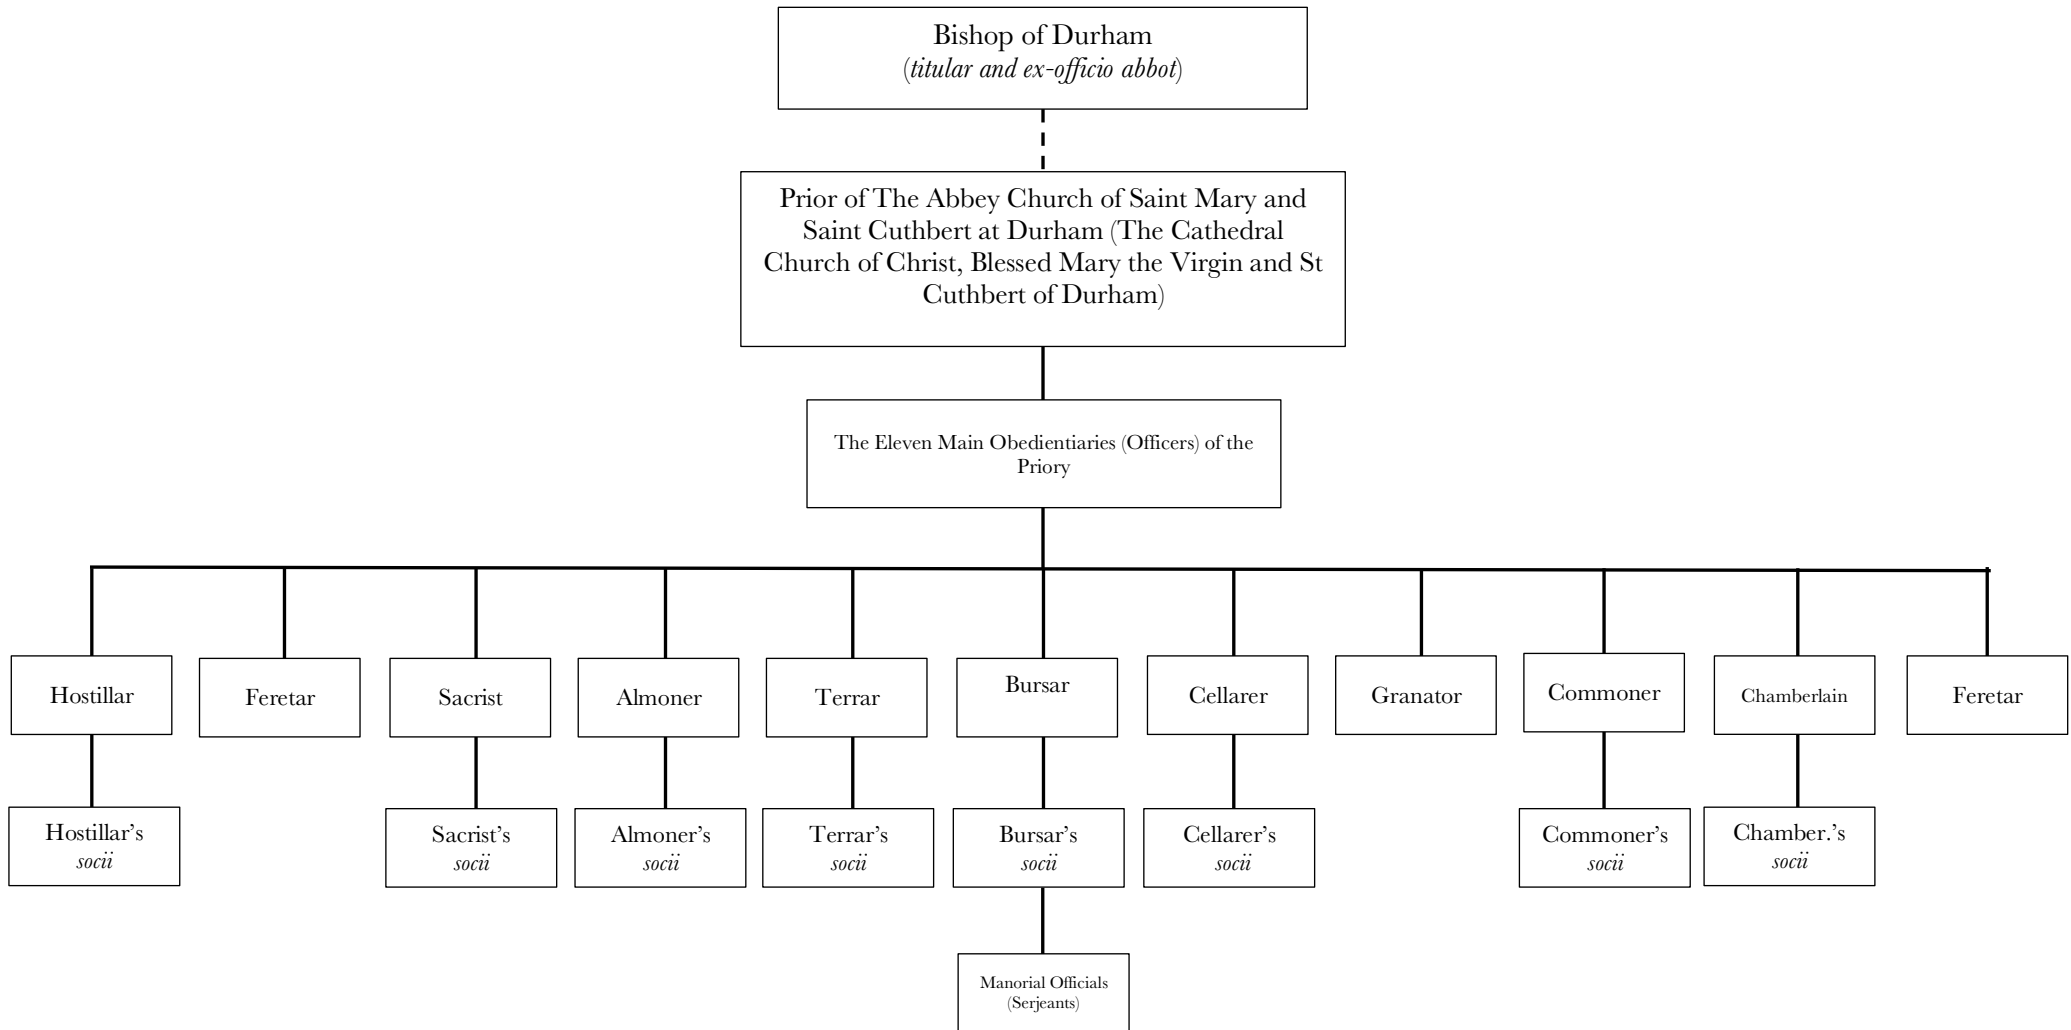 Bishop of Durham
(titular and ex-officio abbot)
Prior of The Abbey Church of Saint Mary and
Saint Cuthbert at Durham (The Cathedral
Church of Christ, Blessed Mary the Virgin and St
Cuthbert of Durham)
The Eleven Main Obedientiaries (Officers) of the
Priory
Hostillar
Feretar
Sacrist
Almoner
Terrar
Bursar
Cellarer
Granator
Commoner
Chamberlain
Feretar
Hostillar’s
socii
Sacrist’s
socii
Almoner’s
socii
Terrar’s
socii
Bursar’s
socii
Cellarer’s
socii
Commoner’s
socii
Chamber.’s
socii
Manorial Officials
(Serjeants)